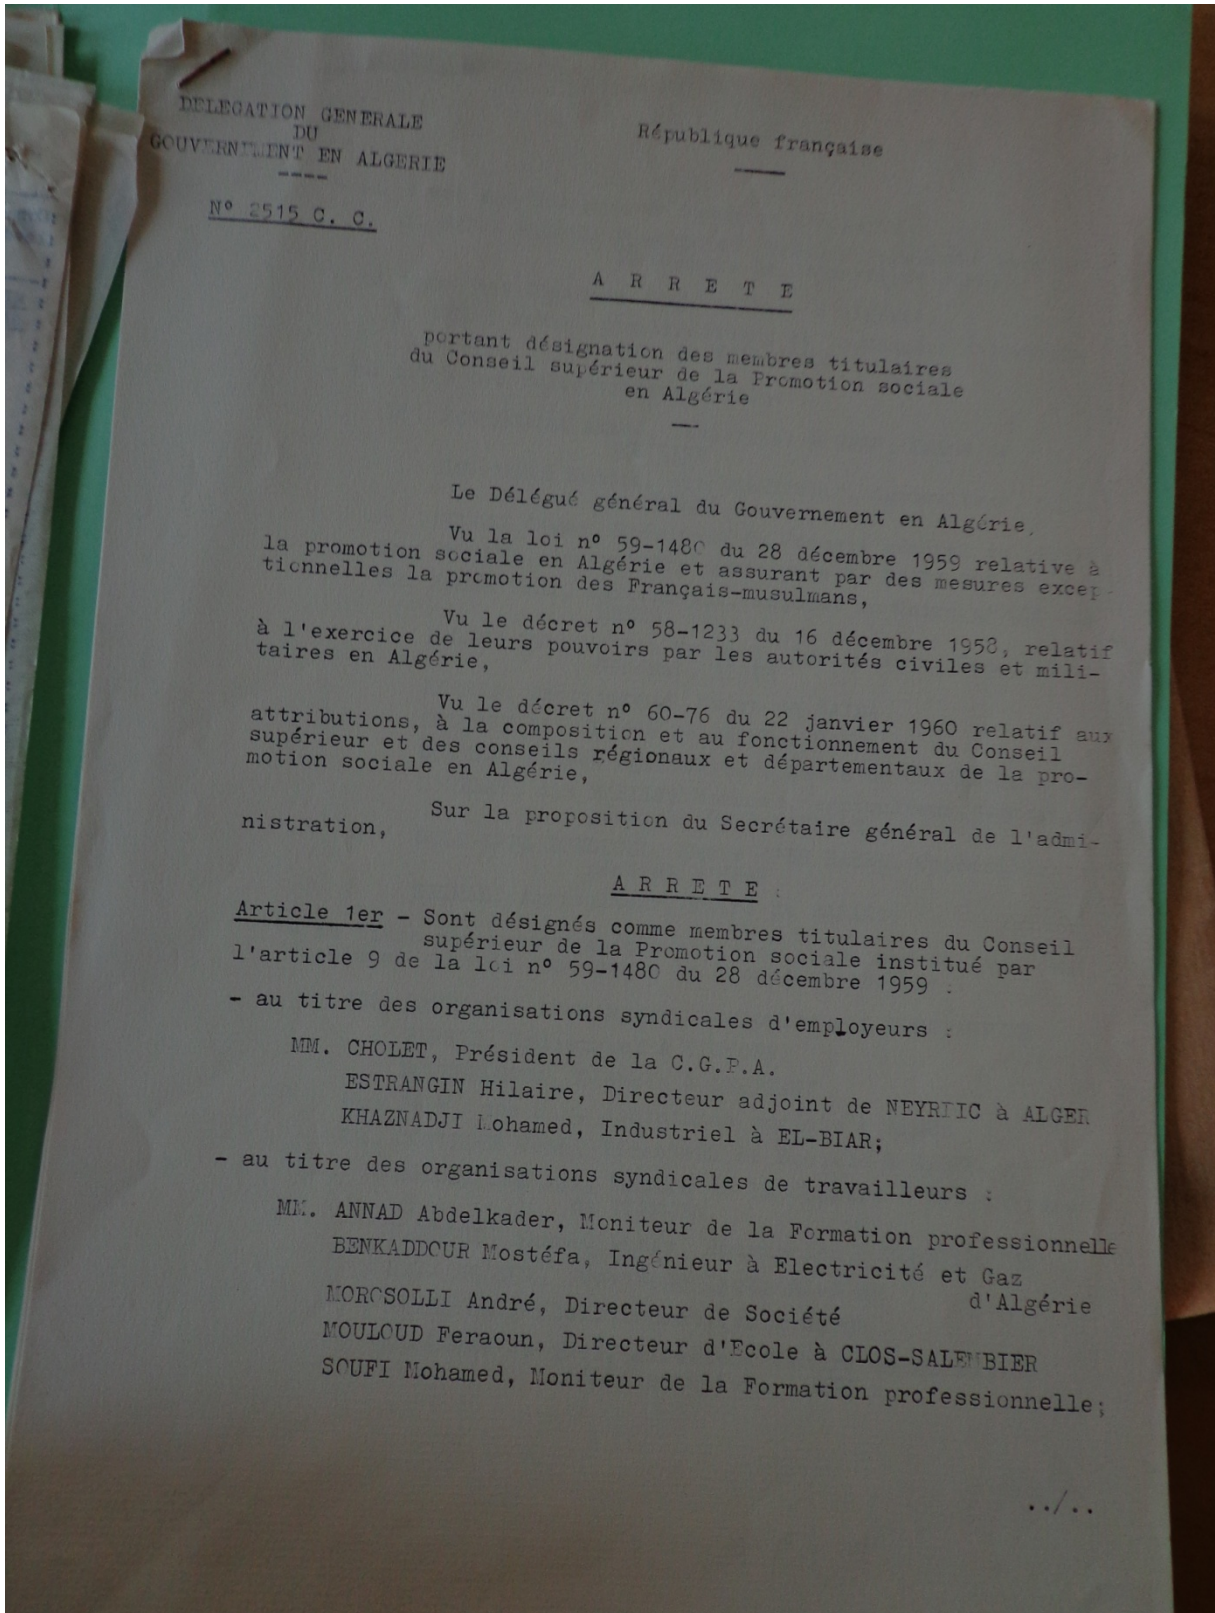 DELEGATION GENERALE
DU
GOUVERNEMENT EN ALGERIE
----
République française
N° 2515 C. C.
A R R E T E
portant désignation des membres titulaires
du Conseil supérieur de la Promotion sociale
en Algérie
Le Délégué général du Gouvernement en Algérie,
Vu la loi n° 59-1480 du 28 décembre 1959 relative à
la promotion sociale en Algérie et assurant par des mesures excep-
tionnelles la promotion des Français-musulmans,
Vu le décret n° 58-1233 du 16 décembre 1958, relatif
à l'exercice de leurs pouvoirs par les autorités civiles et mili-
taires en Algérie,
Vu le décret n° 60-76 du 22 janvier 1960 relatif aux
attributions, à la composition et au fonctionnement du Conseil
supérieur et des conseils régionaux et départementaux de la pro-
motion sociale en Algérie,
Sur la proposition du Secrétaire général de l'admi-
nistration,
A R R E T E :
Article 1er - Sont désignés comme membres titulaires du Conseil
supérieur de la Promotion sociale institué par
l'article 9 de la loi n° 59-1480 du 28 décembre 1959 :
- au titre des organisations syndicales d'employeurs :
MM. CHOLET, Président de la C.G.P.A.
ESTRANGIN Hilaire, Directeur adjoint de NEYRTIC à ALGER
KHAZNADJI Mohamed, Industriel à EL-BIAR;
- au titre des organisations syndicales de travailleurs :
MM. ANNAD Abdelkader, Moniteur de la Formation professionnelle
BENKADDOUR Mostéfa, Ingénieur à Electricité et Gaz
d'Algérie
MOROSOLLI André, Directeur de Société
MOULOUD Feraoun, Directeur d'Ecole à CLOS-SALEMBIER
SOUFI Mohamed, Moniteur de la Formation professionnelle;
../..